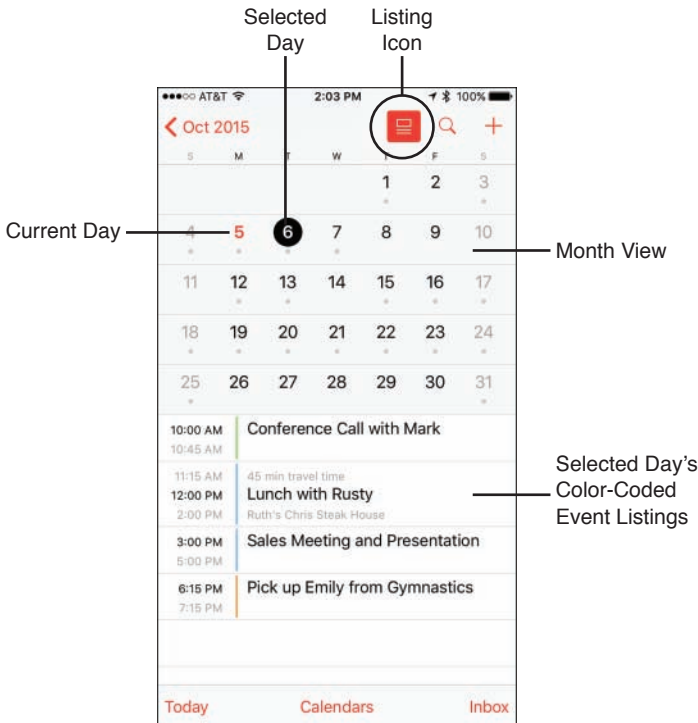 Selected Day
Listing Icon
AT&T 2:03 PM 100%
Oct 2015
S M T W T F S
1 2 3
Current Day
4 5 6 7 8 9 10
Month View
11 12 13 14 15 16 17
18 19 20 21 22 23 24
25 26 27 28 29 30 31
10:00 AM Conference Call with Mark
10:45 AM
11:15 AM 45 min travel time
12:00 PM Lunch with Rusty
2:00 PM Ruth's Chris Steak House
Selected Day’s
Color-Coded
Event Listings
3:00 PM Sales Meeting and Presentation
5:00 PM
6:15 PM Pick up Emily from Gymnastics
7:15 PM
Today Calendars Inbox